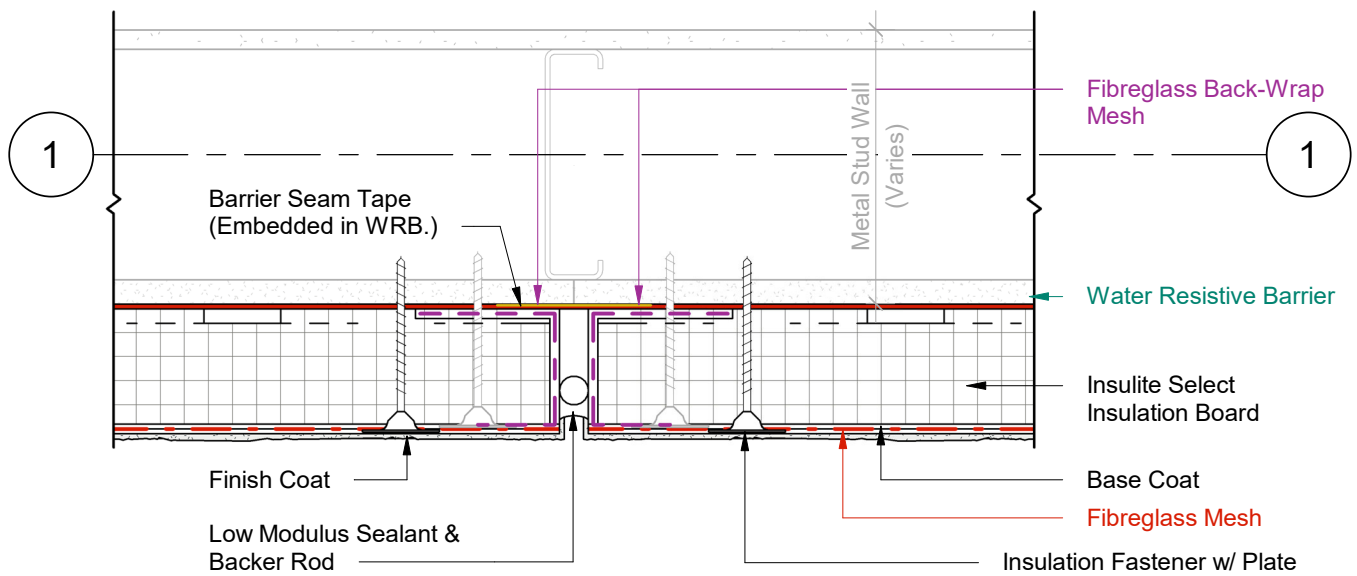 Fibreglass Back-Wrap
Mesh
1
1
Metal Stud Wall
(Varies)
Barrier Seam Tape
(Embedded in WRB.)
Water Resistive Barrier
Insulite Select
Insulation Board
Finish Coat
Base Coat
Fibreglass Mesh
Low Modulus Sealant &
Backer Rod
Insulation Fastener w/ Plate